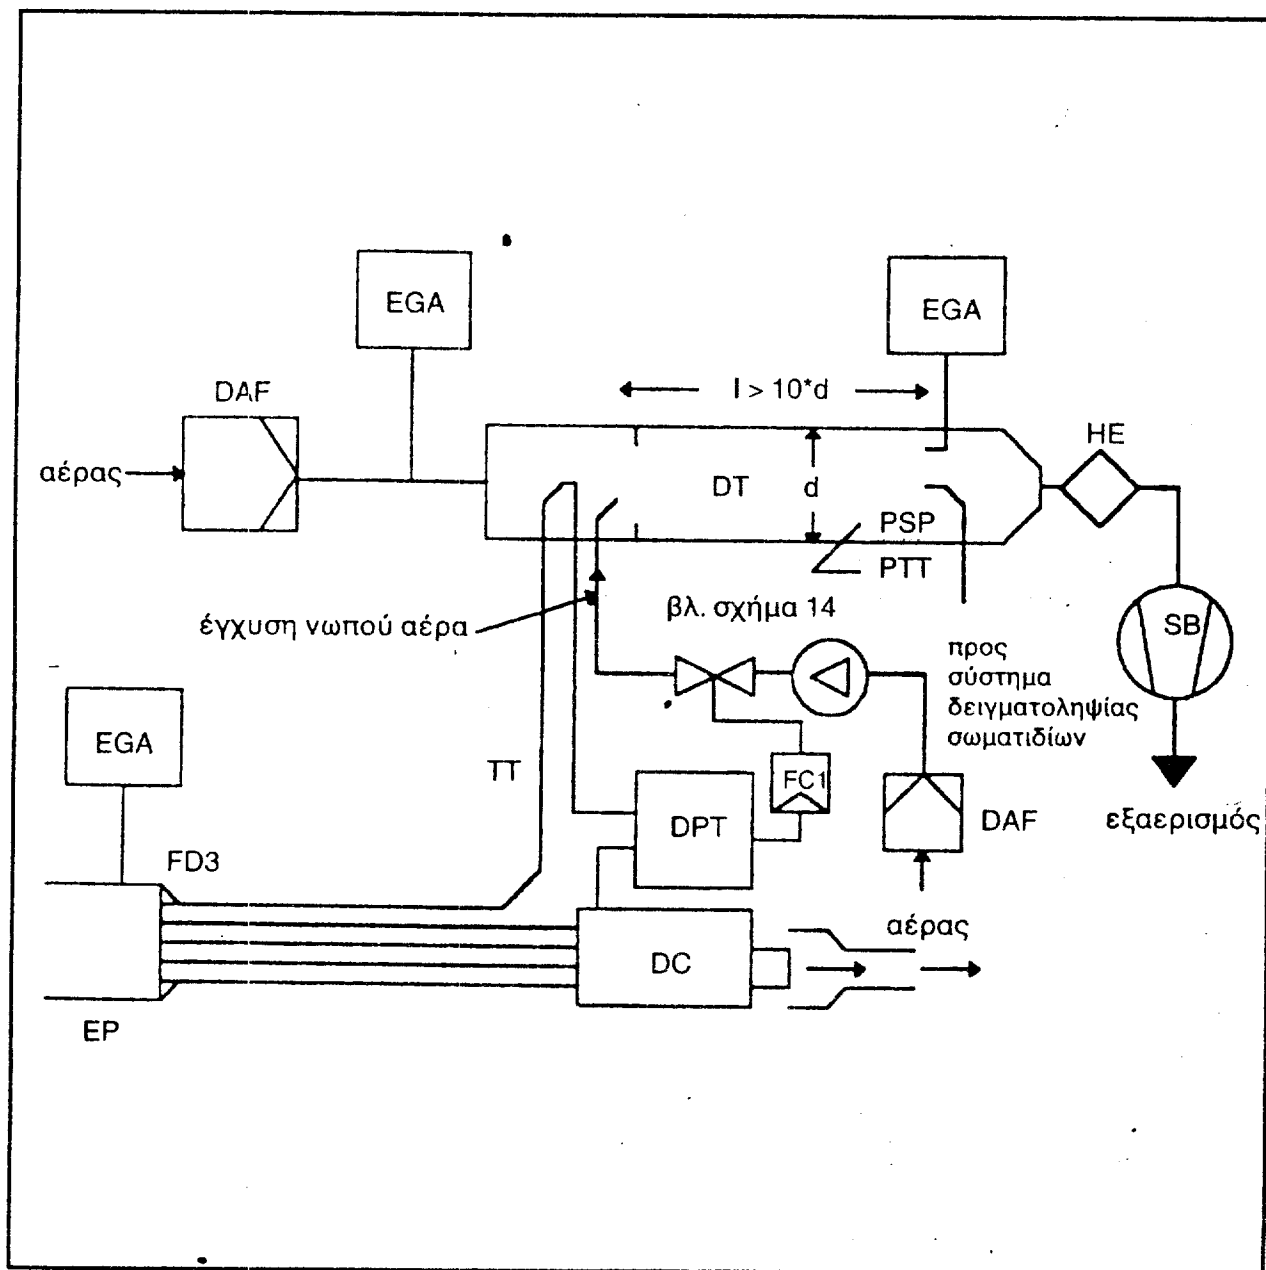 EGA
EGA
DAF
l > 10*d
HE
αέρας
DT
d
PSP
PTT
SB
έγχυση νωπού αέρα
βλ. σχήμα 14
προς
σύστημα
δειγματοληψίας
σωματιδίων
EGA
TT
FC1
DPT
DAF
εξαερισμός
FD3
αέρας
DC
EP